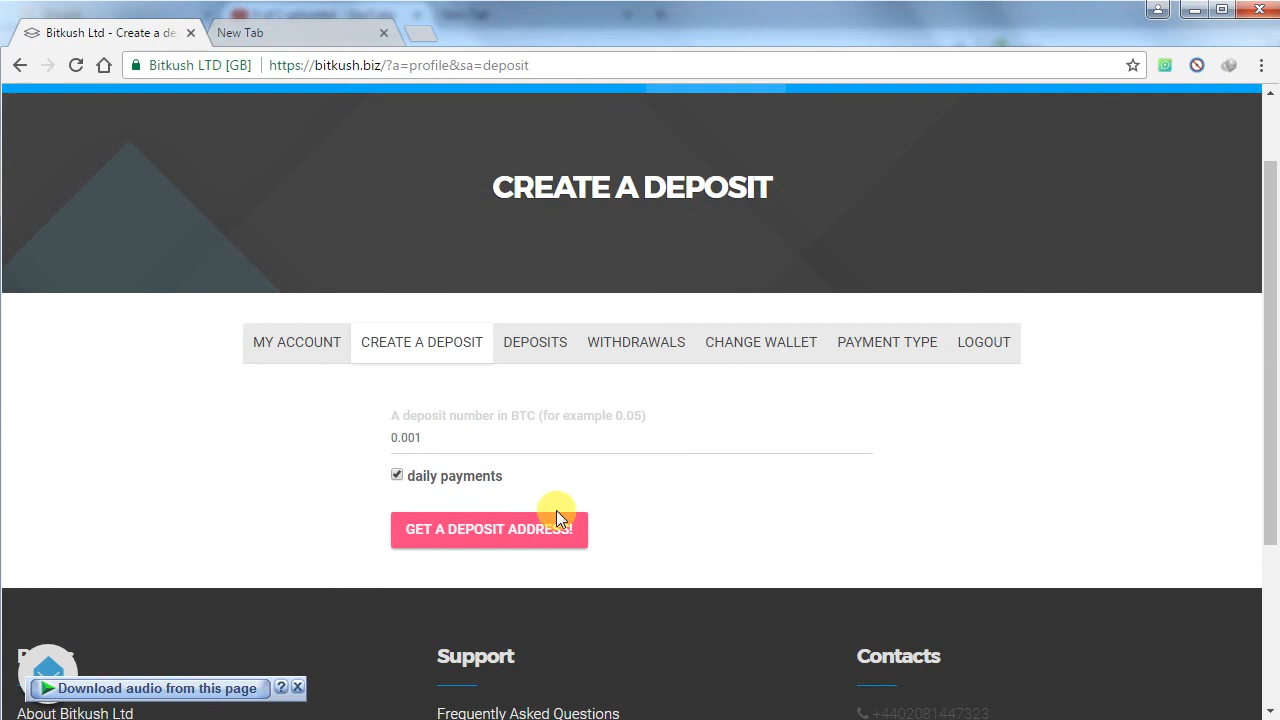 Bitkush Ltd - Create a de
New Tab
Bitkush LTD [GB] https://bitkush.biz/?a=profile&sa=deposit
CREATE A DEPOSIT
MY ACCOUNT CREATE A DEPOSIT DEPOSITS WITHDRAWALS CHANGE WALLET PAYMENT TYPE LOGOUT
A deposit number in BTC (for example 0.05)
0.001
daily payments
GET A DEPOSIT ADDRESS!
Support
Contacts
Download audio from this page ?
About Bitkush Ltd
Frequently Asked Questions
+4402081447323